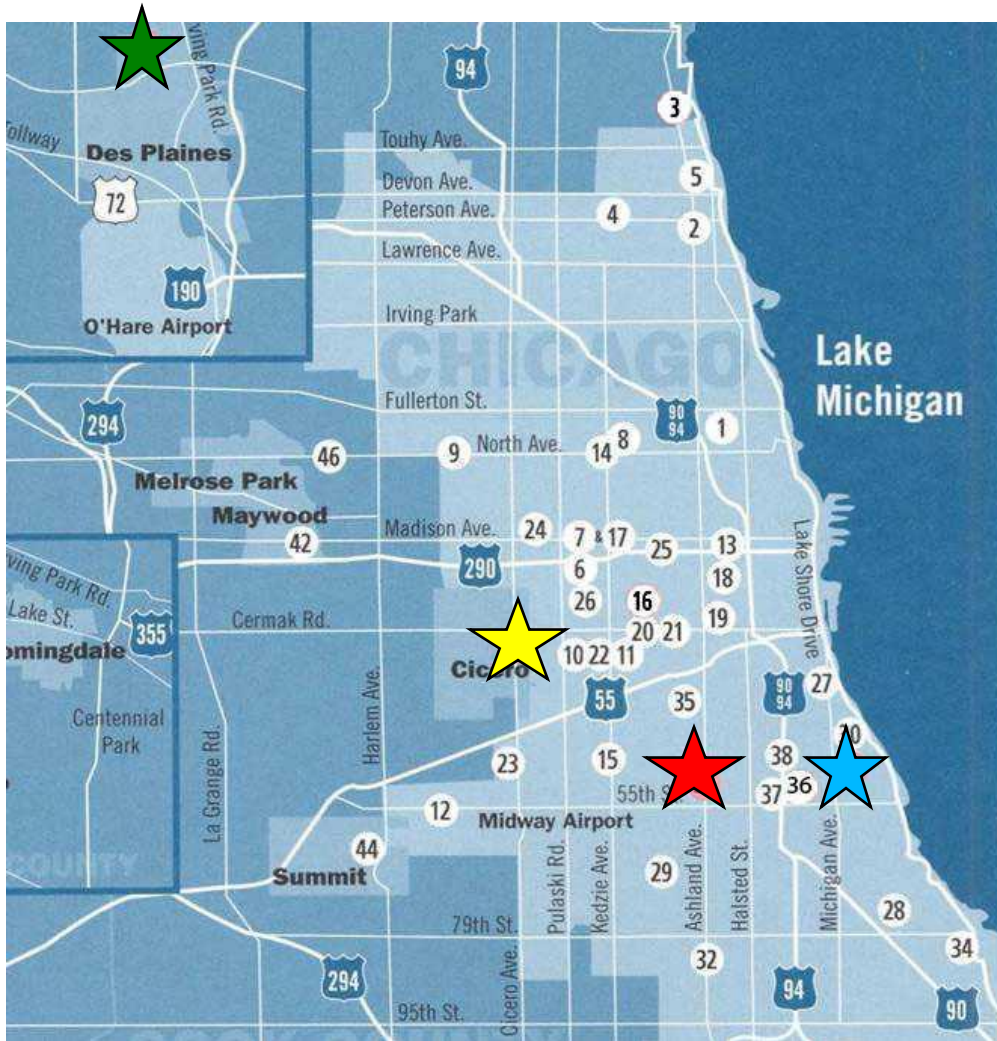 94
3
ving Park Rd.
Tollway
Touhy Ave.
Des Plaines
5
Devon Ave.
72
Peterson Ave.
4
2
Lawrence Ave.
190
O'Hare Airport
Irving Park
CHICAGO
Lake
Michigan
Fullerton St.
294
90
94
1
8
North Ave.
14
46
9
Melrose Park
Maywood
Madison Ave.
24
7 & 17
42
25
13
290
6
18
ving Park Rd.
26
16
Lake St.
355
Cermak Rd.
19
20
21
Lake Shore Drive
omingdale
Cicero
10
22
11
27
55
90
94
35
Centennial
Park
Harlem Ave.
La Grange Rd.
30
38
23
15
37
36
55th St.
12
Midway Airport
44
COUNTY
Summit
29
Pulaski Rd.
Kedzie Ave.
Ashland Ave.
Halsted St.
Michigan Ave.
28
79th St.
34
32
294
Cicero Ave.
94
90
95th St.